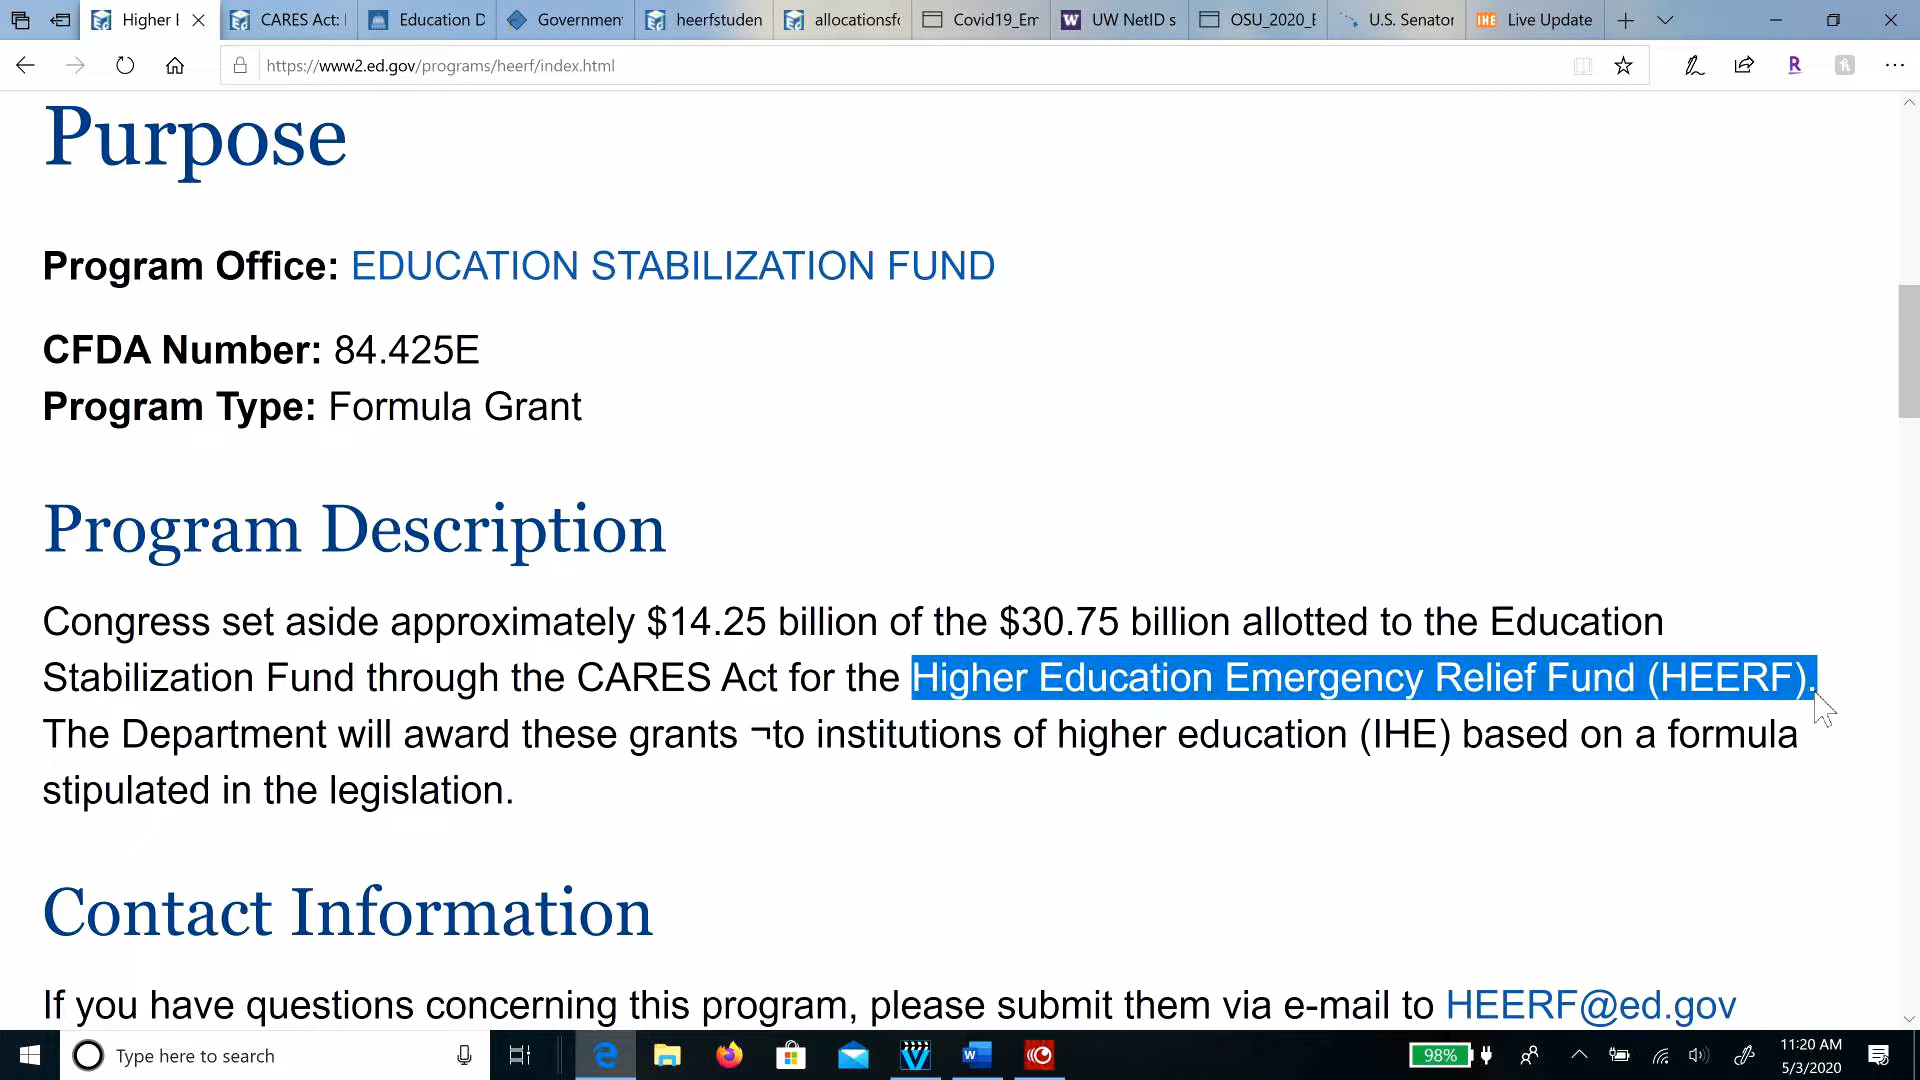 Higher E
CARES Act:
Education D
Governmen
heerfstuden
allocationsfo
Covid19_Em
UW NetID s
OSU_2020_E
U.S. Senator
IHE
Live Update
https://www2.ed.gov/programs/heerf/index.html
Purpose
Program Office: EDUCATION STABILIZATION FUND
CFDA Number: 84.425E
Program Type: Formula Grant
Program Description
Congress set aside approximately $14.25 billion of the $30.75 billion allotted to the Education
Stabilization Fund through the CARES Act for the Higher Education Emergency Relief Fund (HEERF).
The Department will award these grants ¬to institutions of higher education (IHE) based on a formula
stipulated in the legislation.
Contact Information
If you have questions concerning this program, please submit them via e-mail to HEERF@ed.gov
Type here to search
98%
11:20 AM
5/3/2020